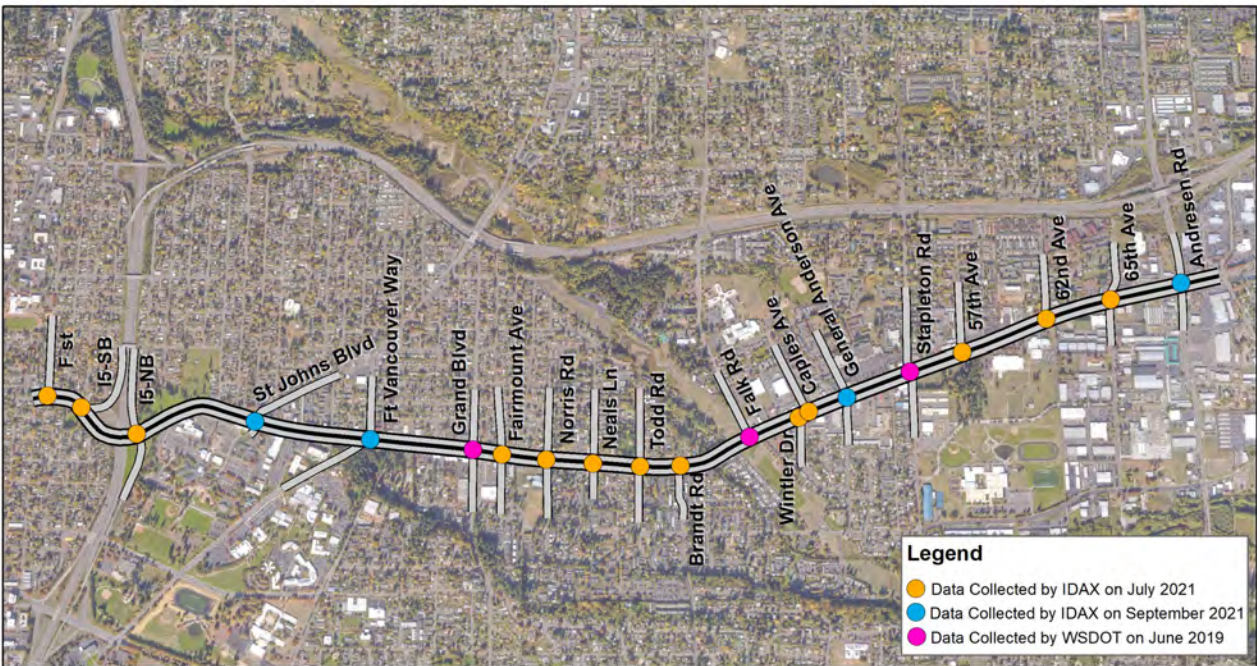 F st
I5-SB
I5-NB
St Johns Blvd
Ft Vancouver Way
Grand Blvd
Fairmount Ave
Norris Rd
Neals Ln
Todd Rd
Brandt Rd
Falk Rd
Wintler Dr
Caples Ave
General Anderson Ave
Stapleton Rd
57th Ave
62nd Ave
65th Ave
Andresen Rd
Legend
Data Collected by IDAX on July 2021
Data Collected by IDAX on September 2021
Data Collected by WSDOT on June 2019